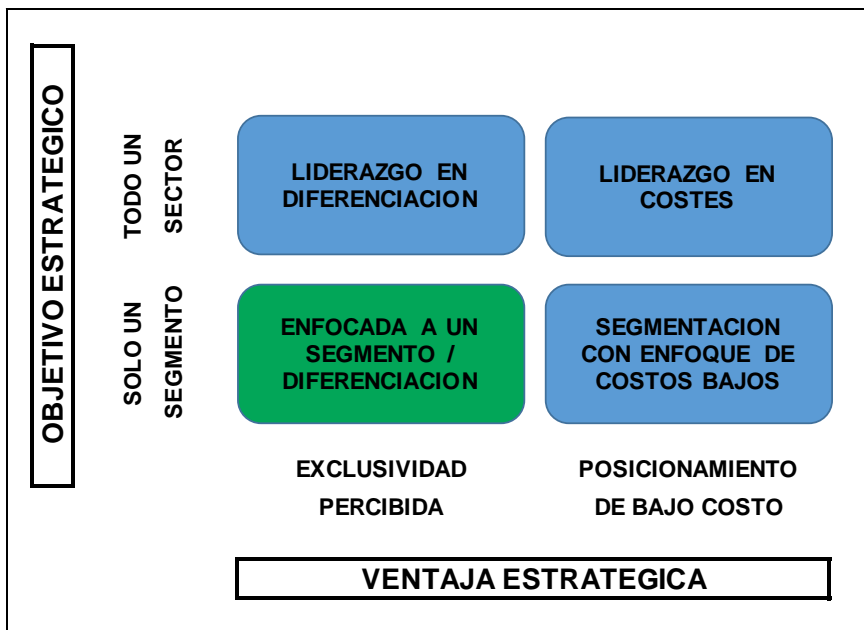 OBJETIVO ESTRATEGICO
TODO UN
SECTOR
LIDERAZGO EN
DIFERENCIACION
LIDERAZGO EN
COSTES
SOLO UN
SEGMENTO
ENFOCADA A UN
SEGMENTO /
DIFERENCIACION
SEGMENTACION
CON ENFOQUE DE
COSTOS BAJOS
EXCLUSIVIDAD
PERCIBIDA
POSICIONAMIENTO
DE BAJO COSTO
VENTAJA ESTRATEGICA